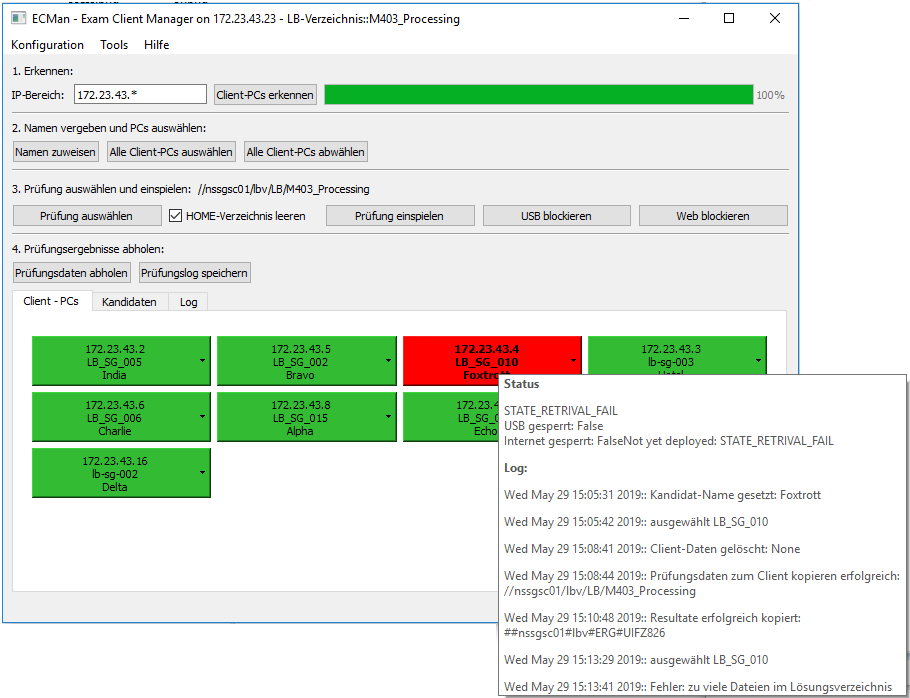 ECMan - Exam Client Manager on 172.23.43.23 - LB-Verzeichnis::M403_Processing
Konfiguration Tools Hilfe
1. Erkennen:
IP-Bereich: 172.23.43.* Client-PCs erkennen 100%
2. Namen vergeben und PCs auswählen:
Namen zuweisen Alle Client-PCs auswählen Alle Client-PCs abwählen
3. Prüfung auswählen und einspielen: //nssgsc01/lbv/LB/M403_Processing
Prüfung auswählen HOME-Verzeichnis leeren Prüfung einspielen USB blockieren Web blockieren
4. Prüfungsergebnisse abholen:
Prüfungsdaten abholen Prüfungslog speichern
Client - PCs Kandidaten Log
172.23.43.2
LB_SG_005
India
172.23.43.5
LB_SG_002
Bravo
172.23.43.4
LB_SG_010
Foxtrott
172.23.43.3
lb-sg-003
172.23.43.6
LB_SG_006
Charlie
172.23.43.8
LB_SG_015
Alpha
172.23.4
LB_SG_0
Echo
172.23.43.16
lb-sg-002
Delta
Status
STATE_RETRIVAL_FAIL
USB gesperrt: False
Internet gesperrt: FalseNot yet deployed: STATE_RETRIVAL_FAIL
Log:
Wed May 29 15:05:31 2019:: Kandidat-Name gesetzt: Foxtrott
Wed May 29 15:05:42 2019:: ausgewählt LB_SG_010
Wed May 29 15:08:41 2019:: Client-Daten gelöscht: None
Wed May 29 15:08:44 2019:: Prüfungsdaten zum Client kopieren erfolgreich:
//nssgsc01/lbv/LB/M403_Processing
Wed May 29 15:10:48 2019:: Resultate erfolgreich kopiert:
##nssgsc01#lbv#ERG#UIFZ826
Wed May 29 15:13:29 2019:: ausgewählt LB_SG_010
Wed May 29 15:13:41 2019:: Fehler: zu viele Dateien im Lösungsverzeichnis